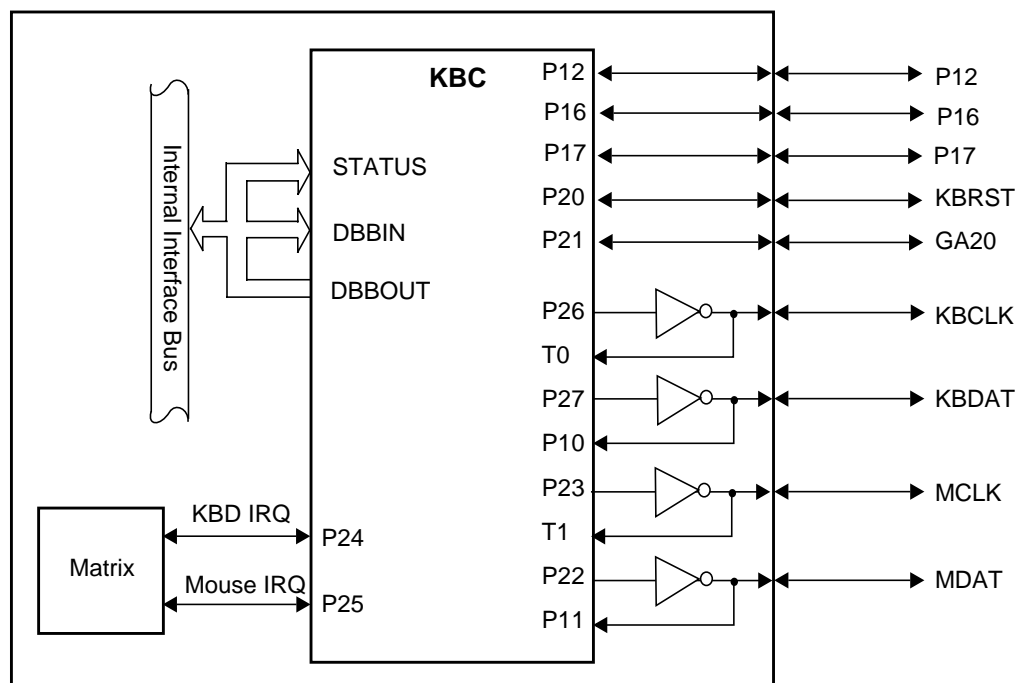 KBC
Internal Interface Bus
STATUS
DBBIN
DBBOUT
P12
P16
P17
P20
P21
P26
T0
P27
P10
P23
T1
P22
P11
P12
P16
P17
KBRST
GA20
KBCLK
KBDAT
MCLK
MDAT
Matrix
KBD IRQ
Mouse IRQ
P24
P25